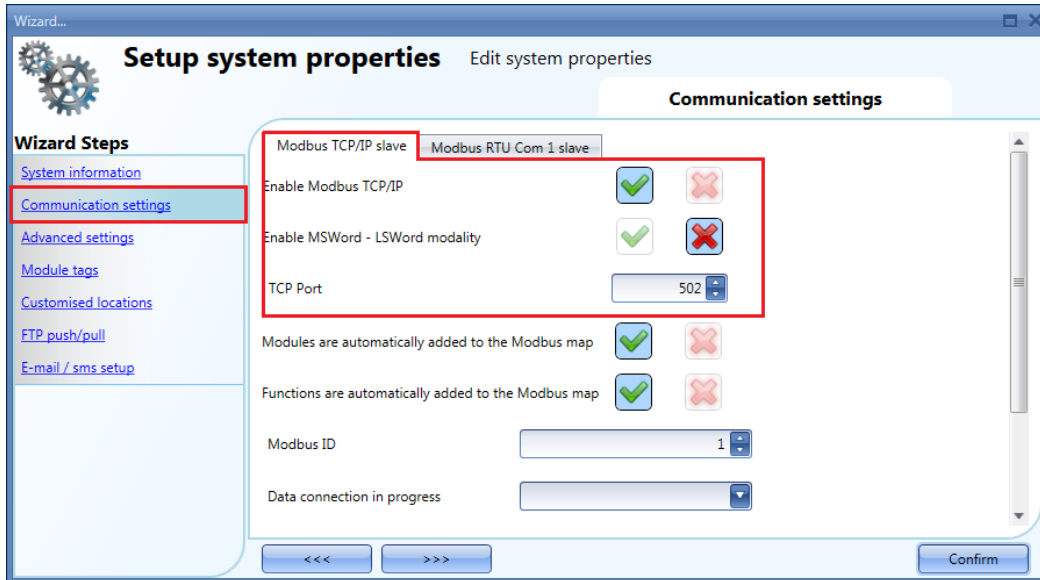 Wizard...
Setup system properties Edit system properties
Communication settings
Wizard Steps
System information
Communication settings
Advanced settings
Module tags
Customised locations
FTP push/pull
E-mail / sms setup
Modbus TCP/IP slave Modbus RTU Com 1 slave
Enable Modbus TCP/IP
Enable MSWord - LSWord modality
TCP Port 502
Modules are automatically added to the Modbus map
Functions are automatically added to the Modbus map
Modbus ID 1
Data connection in progress
<<< >>> Confirm